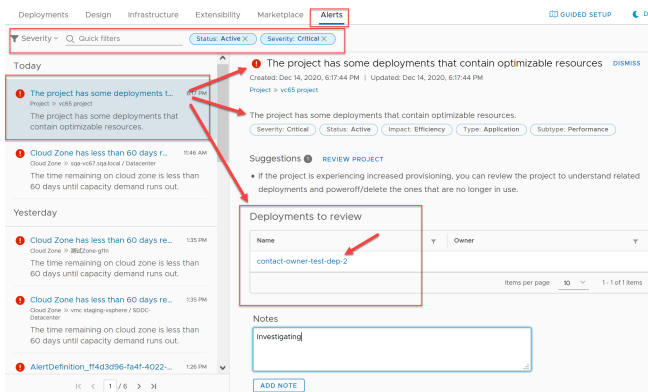 Deployments Design Infrastructure Extensibility Marketplace Alerts GUIDED SETUP
Severity Quick filters Status: Active X Severity: Critical X
Today
The project has some deployments t... 6:17 PM
Project » vc65 project
The project has some deployments that
contain optimizable resources.
Cloud Zone has less than 60 days r... 11:46 AM
Cloud Zone » sqa-vc67.sqa.local / Datacenter
The time remaining on cloud zone is less than
60 days until capacity demand runs out.
Yesterday
Cloud Zone has less than 60 days re... 1:35 PM
Cloud Zone » 测试Zone-g11n
The time remaining on cloud zone is less than
60 days until capacity demand runs out.
Cloud Zone has less than 60 days re... 1:35 PM
Cloud Zone » vmc staging-vsphere / SDDC-
Datacenter
The time remaining on cloud zone is less than
60 days until capacity demand runs out.
AlertDefinition_ff4d3d96-fa4f-4022-... 1:26 PM
1 / 6
The project has some deployments that contain optimizable resources DISMISS
Created: Dec 14, 2020, 6:17:44 PM | Updated: Dec 14, 2020, 6:17:44 PM
Project » vc65 project
The project has some deployments that contain optimizable resources.
Severity: Critical Status: Active Impact: Efficiency Type: Application Subtype: Performance
Suggestions REVIEW PROJECT
• If the project is experiencing increased provisioning, you can review the project to understand related
deployments and poweroff/delete the ones that are no longer in use.
Deployments to review
Name Owner
contact-owner-test-dep-2
Items per page 10 1 - 1 of 1 items
Notes
Investigating
ADD NOTE